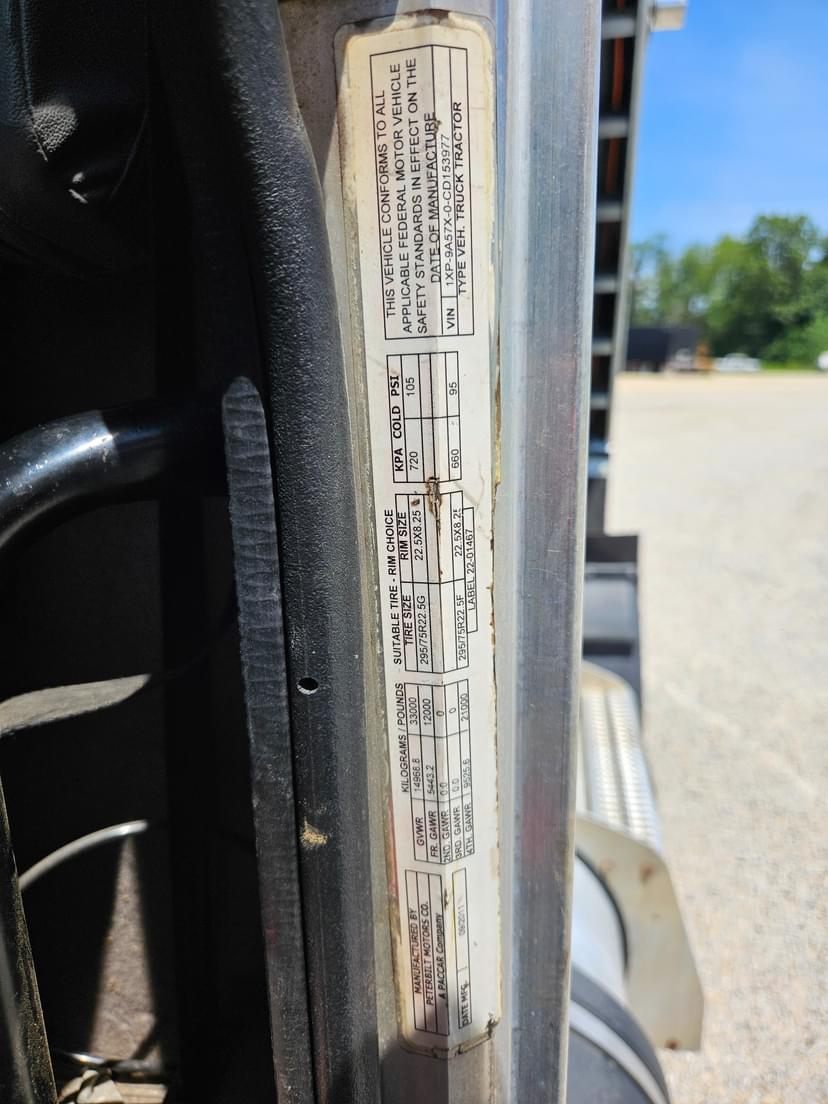 MANUFACTURED BY
PETERBILT MOTORS CO.
A PACCAR Company
DATE MFG. 09/2011
KILOGRAMS / POUNDS
GVWR 14968.8 33000
FR. GAWR 5443.2 12000
2ND. GAWR 0.0 0
3RD. GAWR 0.0 0
4TH. GAWR 9525.6 21000
SUITABLE TIRE - RIM CHOICE
TIRE SIZE RIM SIZE
295/75R22.5G 22.5X8.25
295/75R22.5F 22.5X8.25
LABEL 22-01467
KPA COLD PSI
720 105
660 95
THIS VEHICLE CONFORMS TO ALL
APPLICABLE FEDERAL MOTOR VEHICLE
SAFETY STANDARDS IN EFFECT ON THE
DATE OF MANUFACTURE
VIN 1XP-9A57X-0-CD153977
TYPE VEH. TRUCK TRACTOR